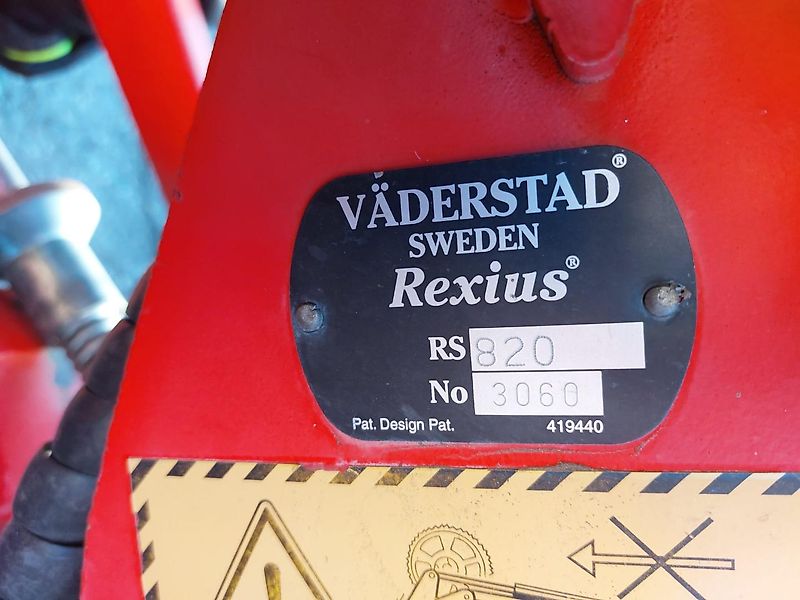 VÄDERSTAD®
SWEDEN
Rexius®
RS 820
No 3060
Pat. Design Pat. 419440